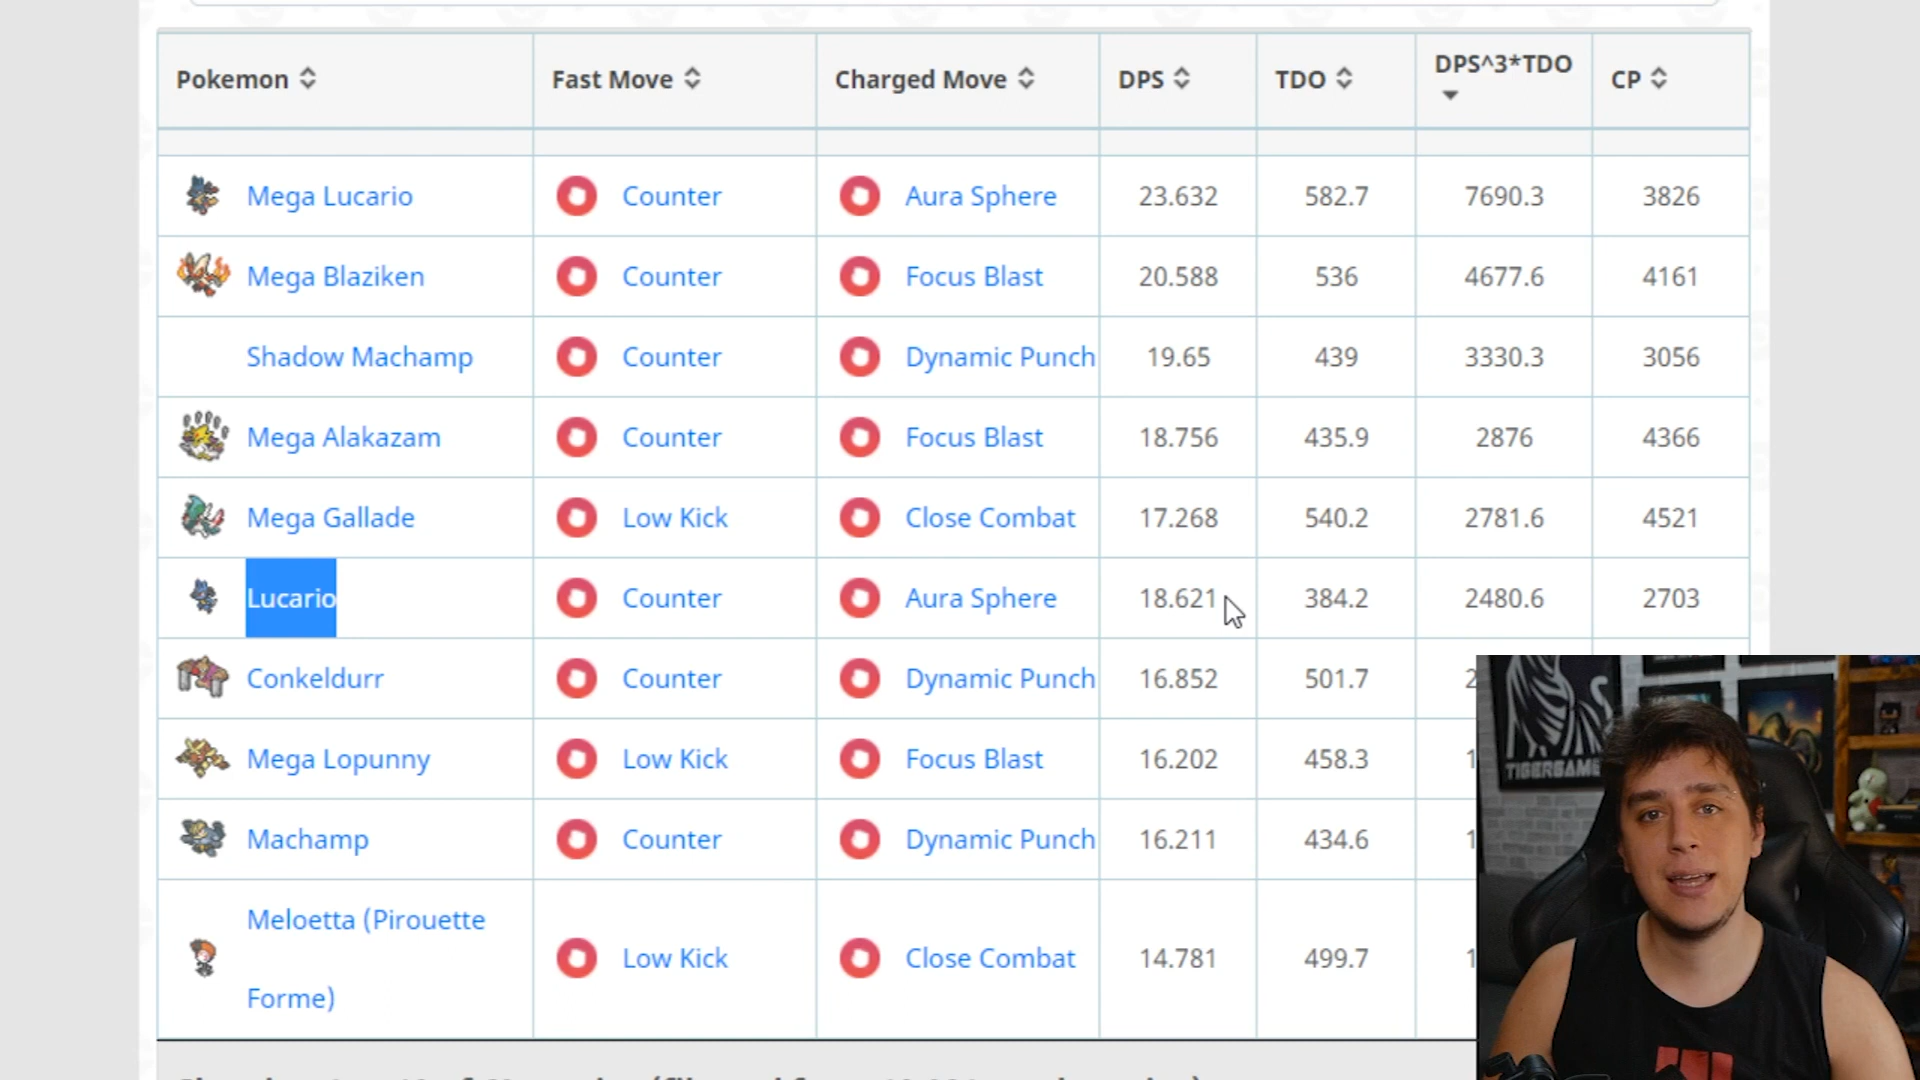 Pokemon Fast Move Charged Move DPS TDO DPS^3*TDO CP
Mega Lucario Counter Aura Sphere 23.632 582.7 7690.3 3826
Mega Blaziken Counter Focus Blast 20.588 536 4677.6 4161
Shadow Machamp Counter Dynamic Punch 19.65 439 3330.3 3056
Mega Alakazam Counter Focus Blast 18.756 435.9 2876 4366
Mega Gallade Low Kick Close Combat 17.268 540.2 2781.6 4521
Lucario Counter Aura Sphere 18.621 384.2 2480.6 2703
Conkeldurr Counter Dynamic Punch 16.852 501.7 2
Mega Lopunny Low Kick Focus Blast 16.202 458.3 1
Machamp Counter Dynamic Punch 16.211 434.6 1
Meloetta (Pirouette
Forme) Low Kick Close Combat 14.781 499.7 1
TIGERGAME